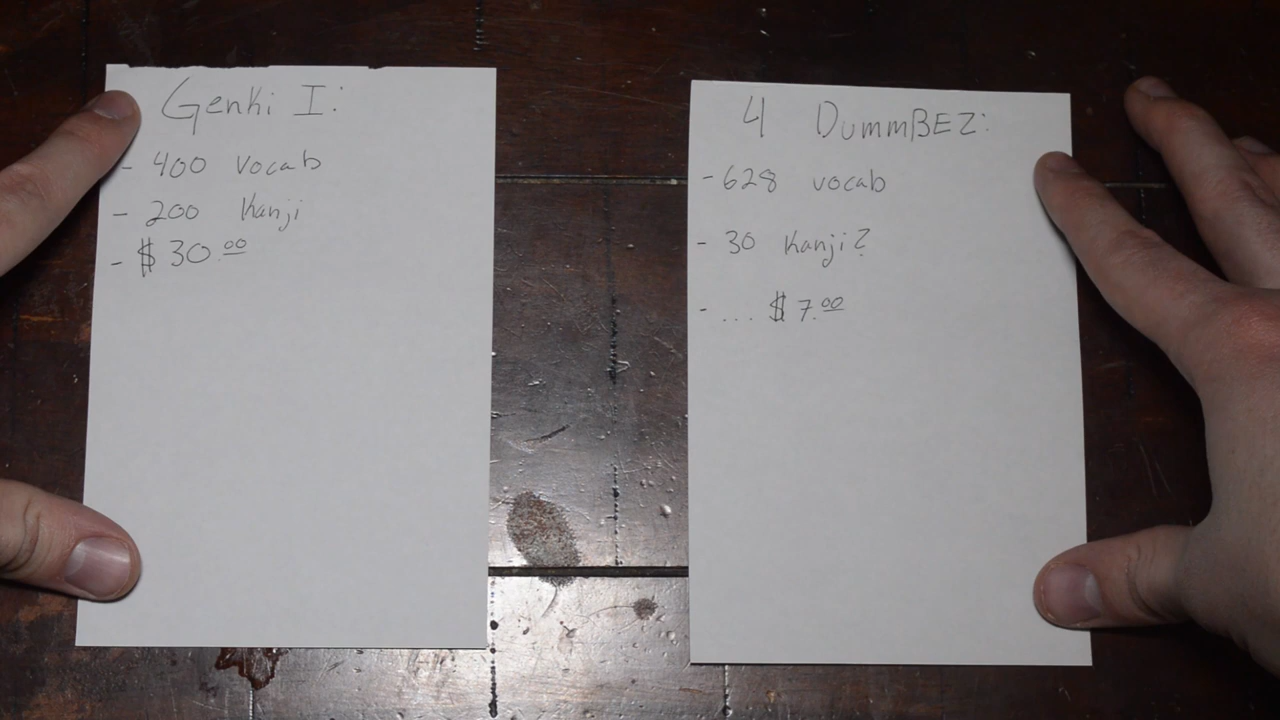 Genki I:
- 400 vocab
- 200 Kanji
- $30.00
4 DummBEZ:
- 628 vocab
- 30 Kanji?
- ... $7.00